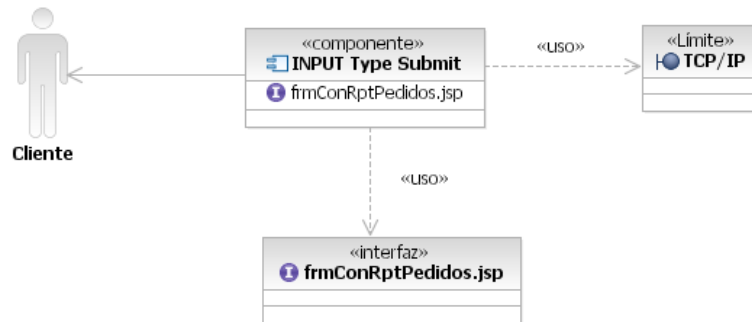 «componente»
INPUT Type Submit
frmConRptPedidos.jsp
«uso»
«Límite»
TCP/IP
Cliente
«uso»
«interfaz»
frmConRptPedidos.jsp